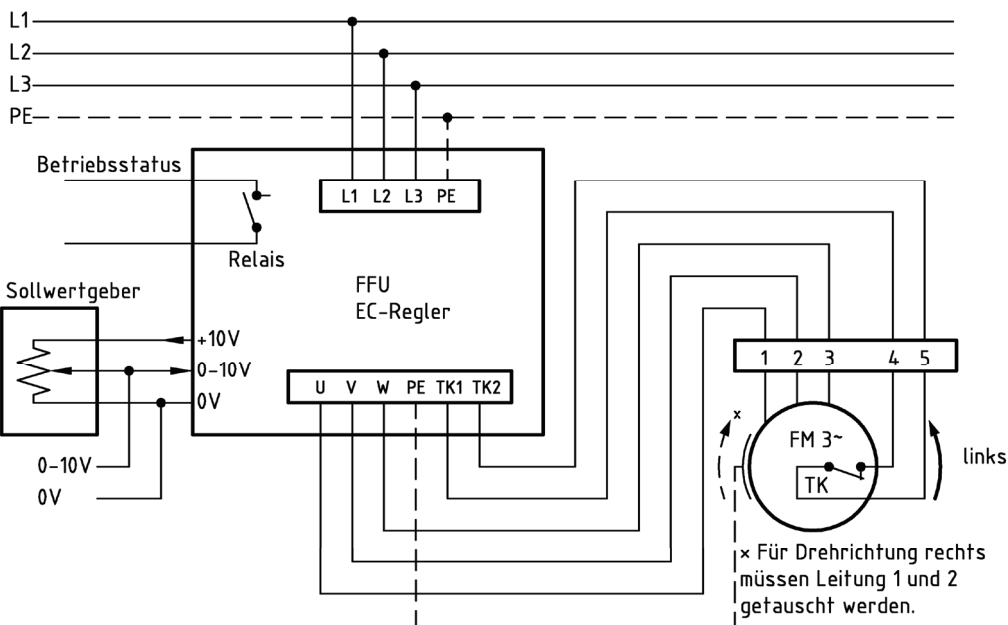 L1
L2
L3
PE
Betriebsstatus
L1 L2 L3 PE
Relais
FFU
EC-Regler
Sollwertgeber
+10V
0-10V
0V
U V W PE TK1 TK2
0-10V
0V
1 2 3 4 5
x
FM 3~
TK
links
x Für Drehrichtung rechts
müssen Leitung 1 und 2
getauscht werden.